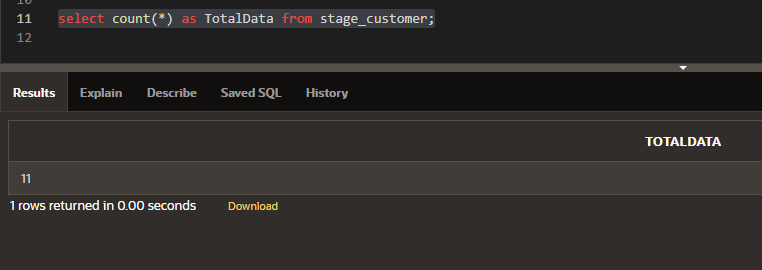 11 select count(*) as TotalData from stage_customer;
12
Results Explain Describe Saved SQL History
TOTALDATA
11
1 rows returned in 0.00 seconds Download